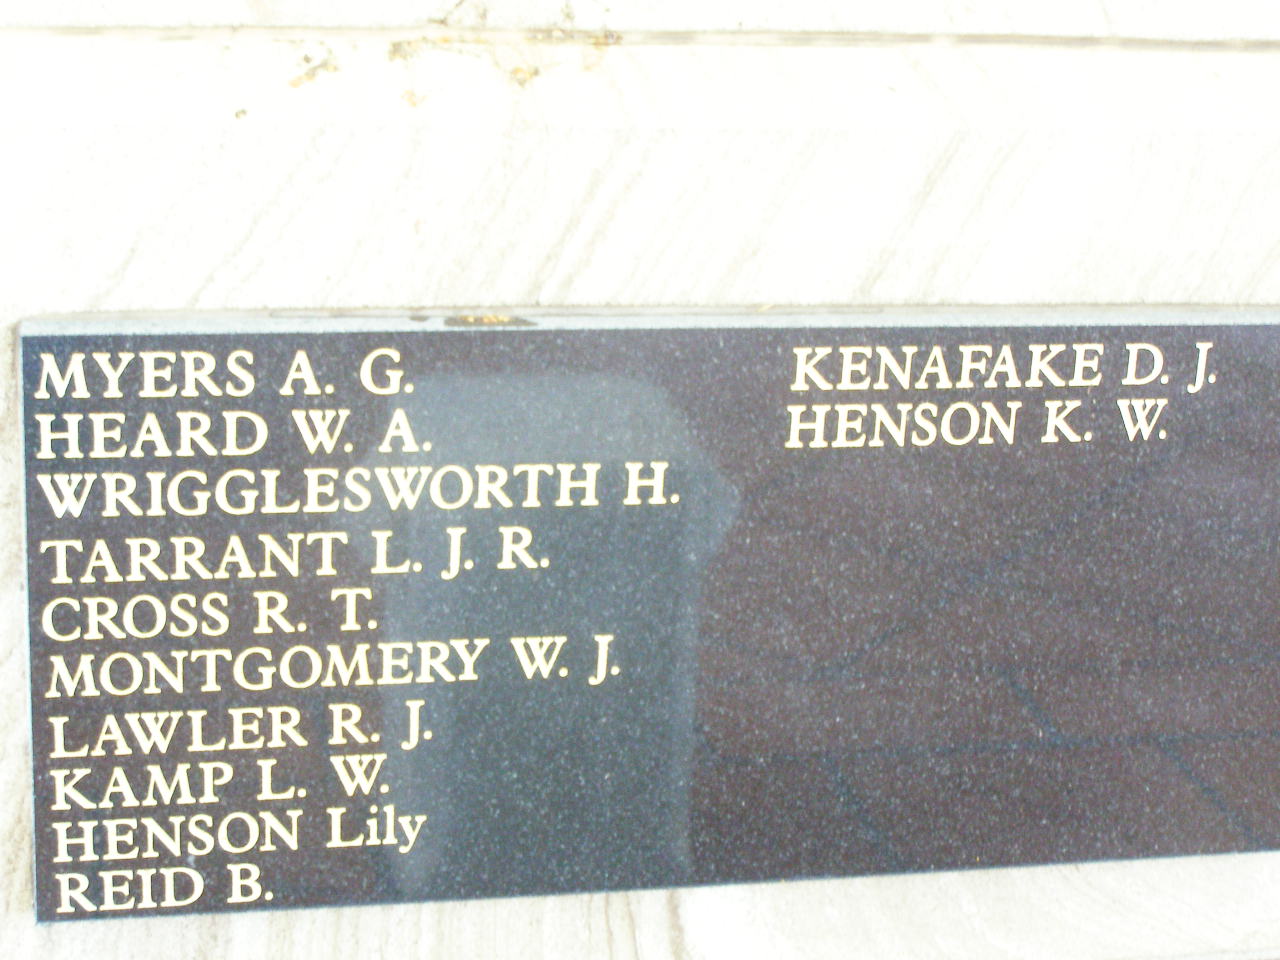 MYERS A. G.
HEARD W. A.
WRIGGLESWORTH H.
TARRANT L. J. R.
CROSS R. T.
MONTGOMERY W. J.
LAWLER R. J.
KAMP L. W.
HENSON Lily
REID B.
KENAFAKE D. J.
HENSON K. W.